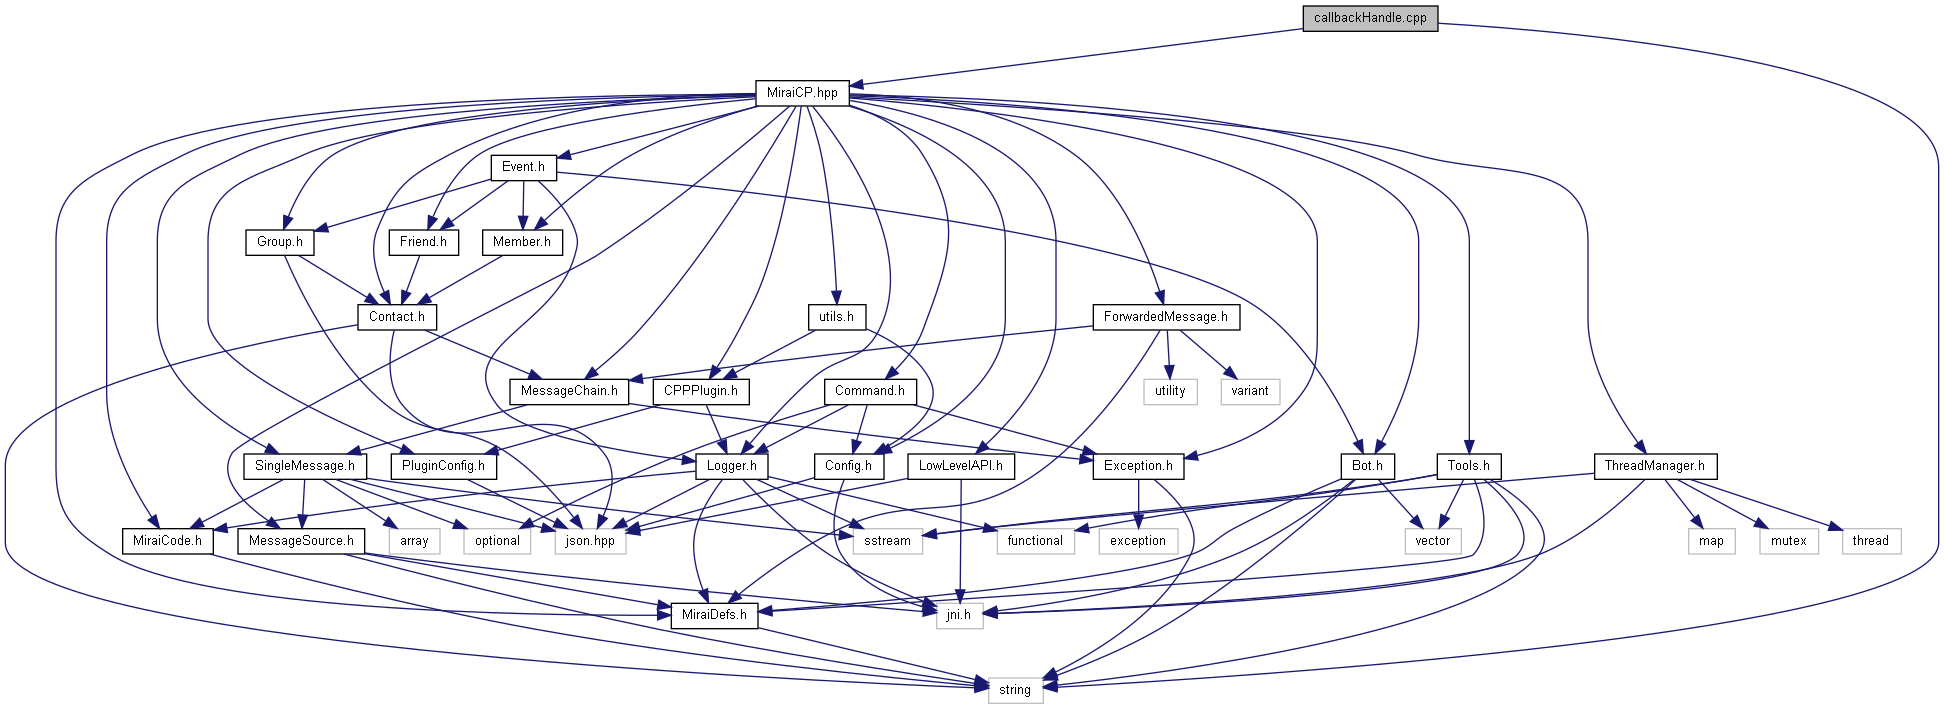 callbackHandle.cpp
MiraiCP.hpp
Event.h
Group.h
Friend.h
Member.h
Contact.h
utils.h
ForwardedMessage.h
MessageChain.h
CPPPlugin.h
Command.h
utility
variant
SingleMessage.h
PluginConfig.h
Logger.h
Config.h
LowLevelAPI.h
Exception.h
Bot.h
Tools.h
ThreadManager.h
MiraiCode.h
MessageSource.h
array
optional
json.hpp
sstream
functional
exception
vector
map
mutex
thread
MiraiDefs.h
jni.h
string